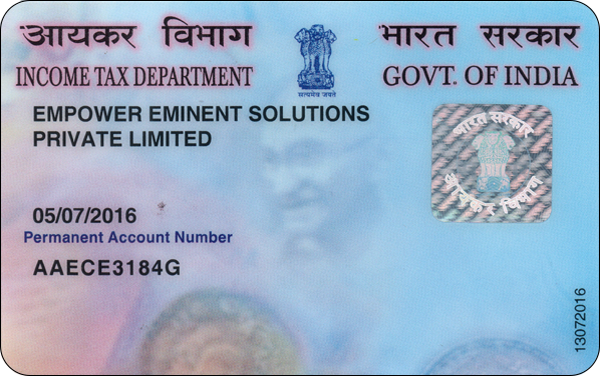 आयकर विभाग
INCOME TAX DEPARTMENT
सत्यमेव जयते
भारत सरकार
GOVT. OF INDIA
EMPOWER EMINENT SOLUTIONS
PRIVATE LIMITED
भारत सरकार
आयकर विभाग
05/07/2016
Permanent Account Number
AAECE3184G
13072016